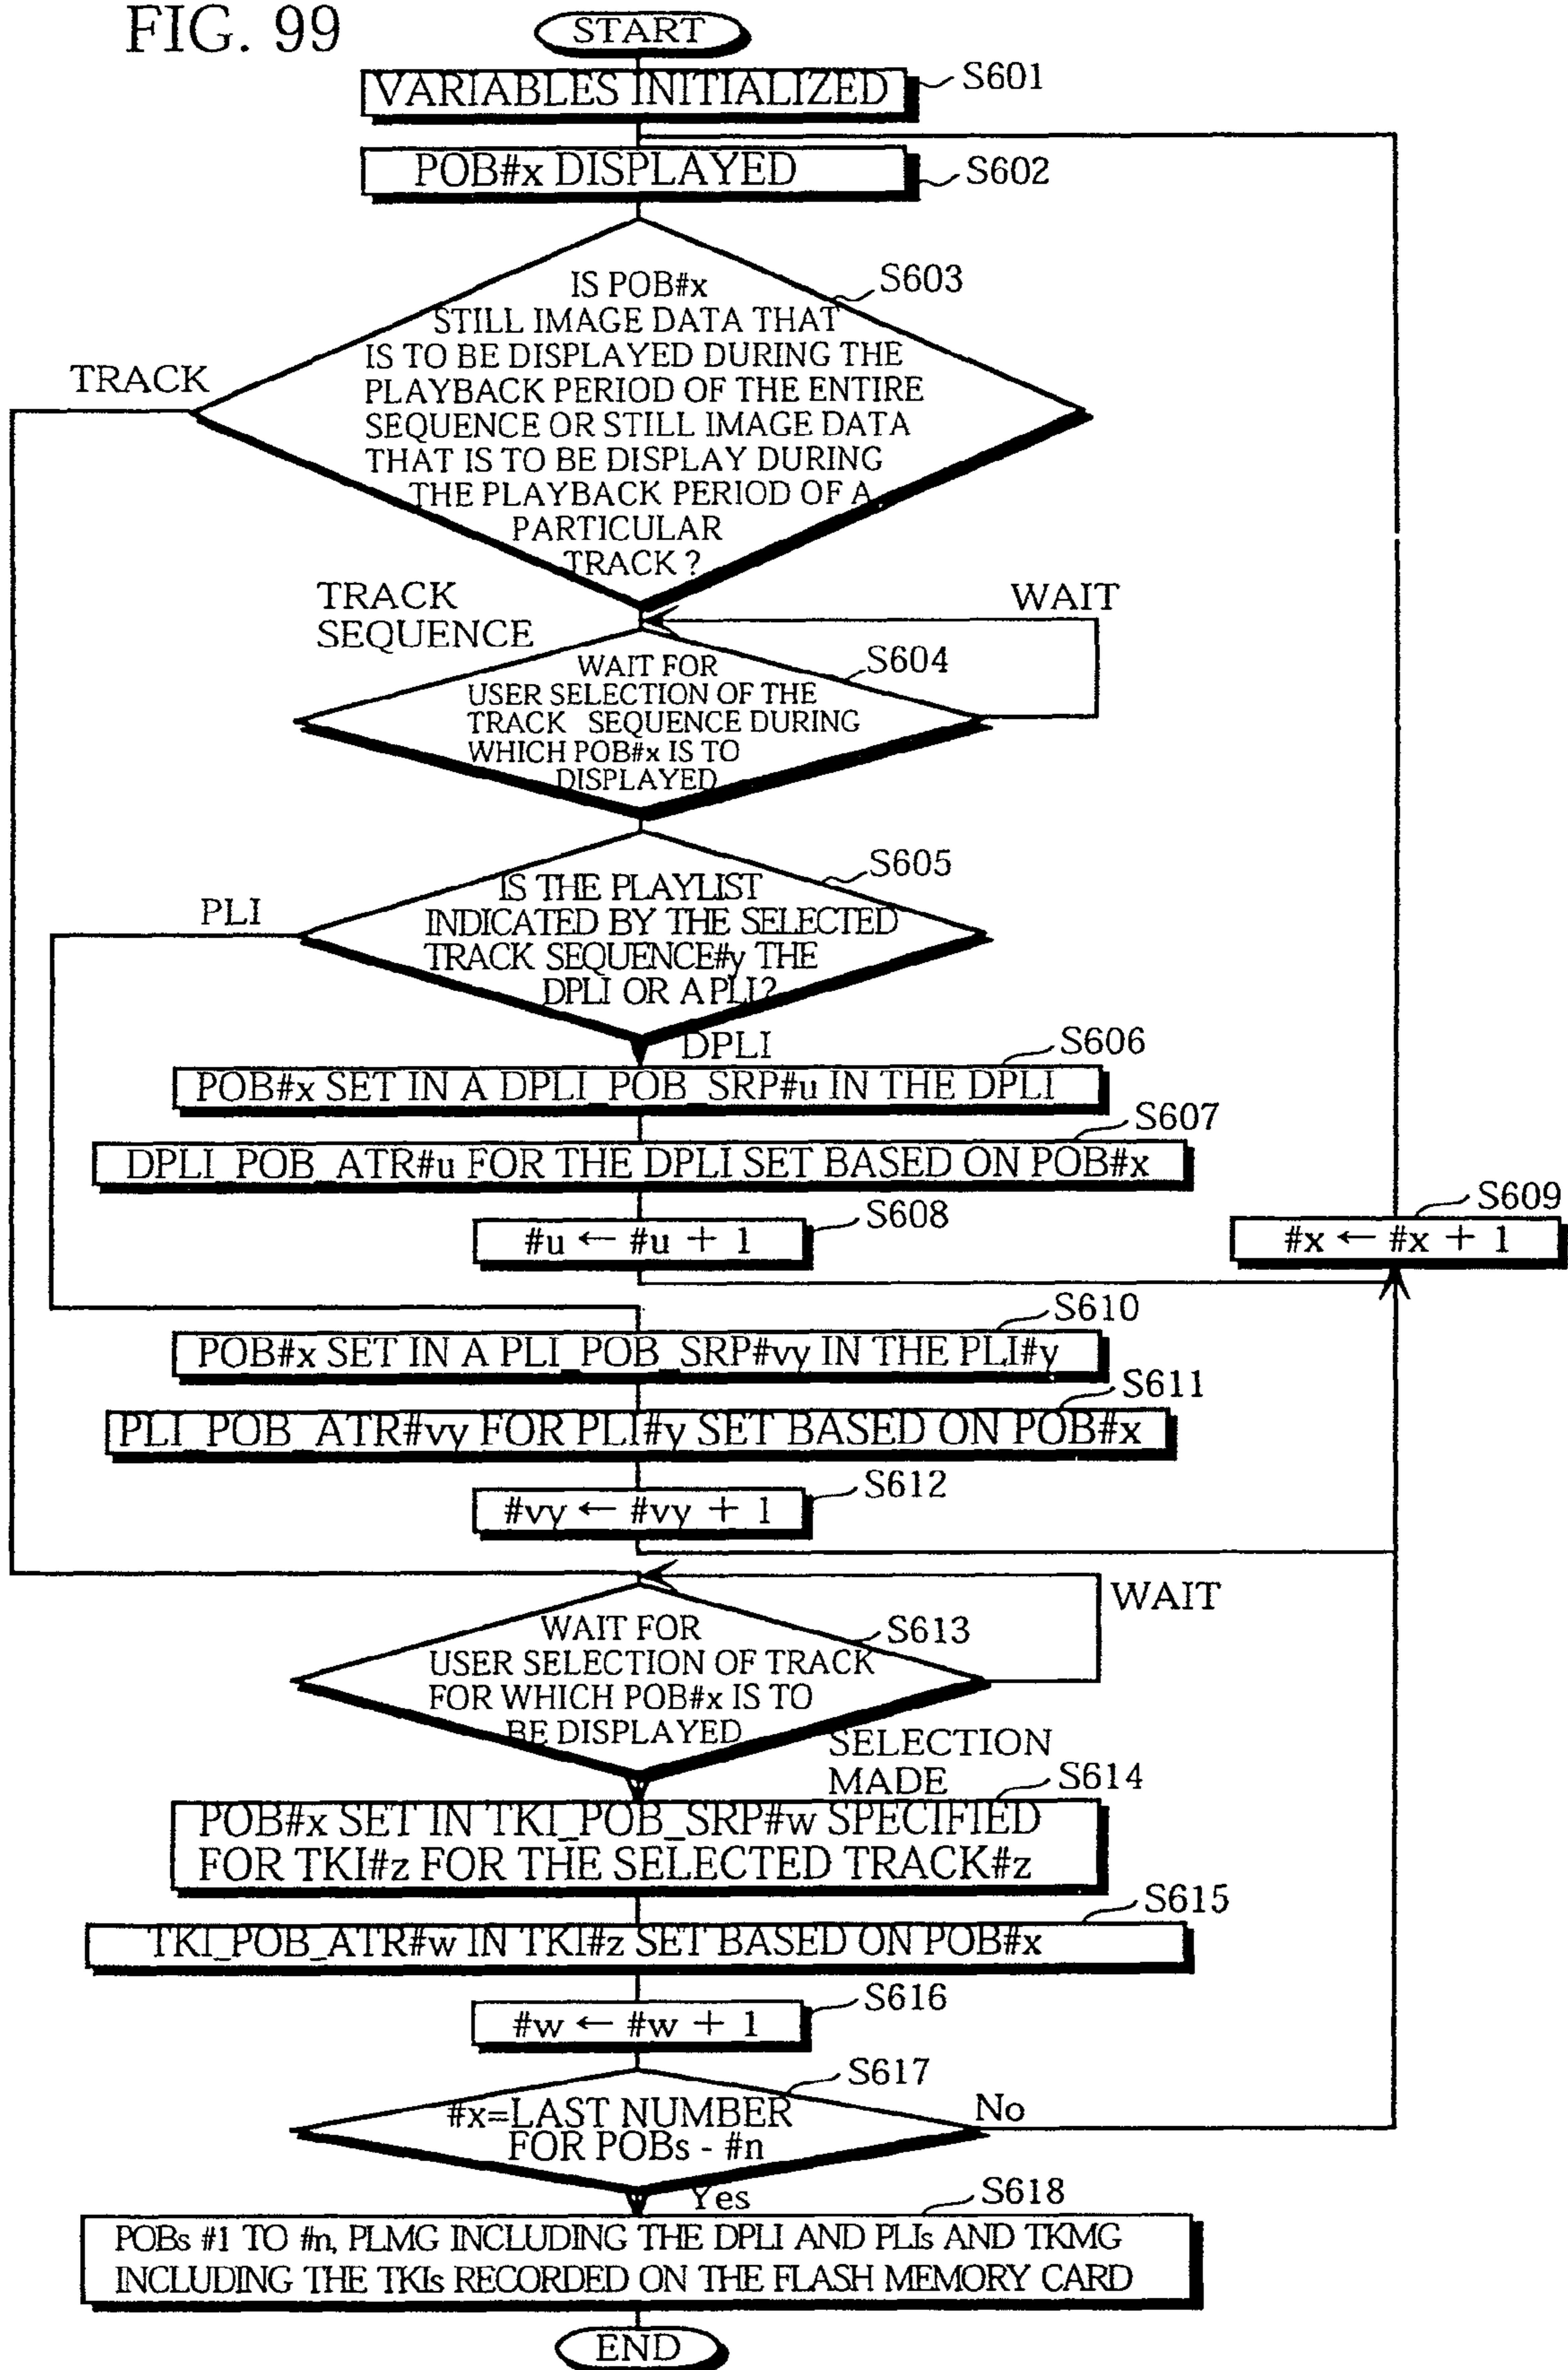 FIG. 99
START
VARIABLES INITIALIZED
S601
POB#x DISPLAYED
S602
IS POB#x
STILL IMAGE DATA THAT
IS TO BE DISPLAYED DURING THE
PLAYBACK PERIOD OF THE ENTIRE
SEQUENCE OR STILL IMAGE DATA
THAT IS TO BE DISPLAY DURING
THE PLAYBACK PERIOD OF A
PARTICULAR
TRACK ?
S603
TRACK
TRACK
SEQUENCE
WAIT
WAIT FOR
USER SELECTION OF THE
TRACK SEQUENCE DURING
WHICH POB#x IS TO
DISPLAYED
S604
IS THE PLAYLIST
INDICATED BY THE SELECTED
TRACK SEQUENCE#y THE
DPLI OR A PLI?
S605
PLI
DPLI
S606
POB#x SET IN A DPLI_POB_SRP#u IN THE DPLI
S607
DPLI_POB_ATR#u FOR THE DPLI SET BASED ON POB#x
S608
#u ← #u + 1
S609
#x ← #x + 1
S610
POB#x SET IN A PLI_POB_SRP#vy IN THE PLI#y
S611
PLI_POB_ATR#vy FOR PLI#y SET BASED ON POB#x
S612
#vy ← #vy + 1
WAIT
WAIT FOR
USER SELECTION OF TRACK
FOR WHICH POB#x IS TO
BE DISPLAYED
S613
SELECTION
MADE
S614
POB#x SET IN TKI_POB_SRP#w SPECIFIED
FOR TKI#z FOR THE SELECTED TRACK#z
S615
TKI_POB_ATR#w IN TKI#z SET BASED ON POB#x
S616
#w ← #w + 1
S617
#x=LAST NUMBER
FOR POBs - #n
No
Yes
S618
POBs #1 TO #n, PLMG INCLUDING THE DPLI AND PLIs AND TKMG
INCLUDING THE TKIs RECORDED ON THE FLASH MEMORY CARD
END